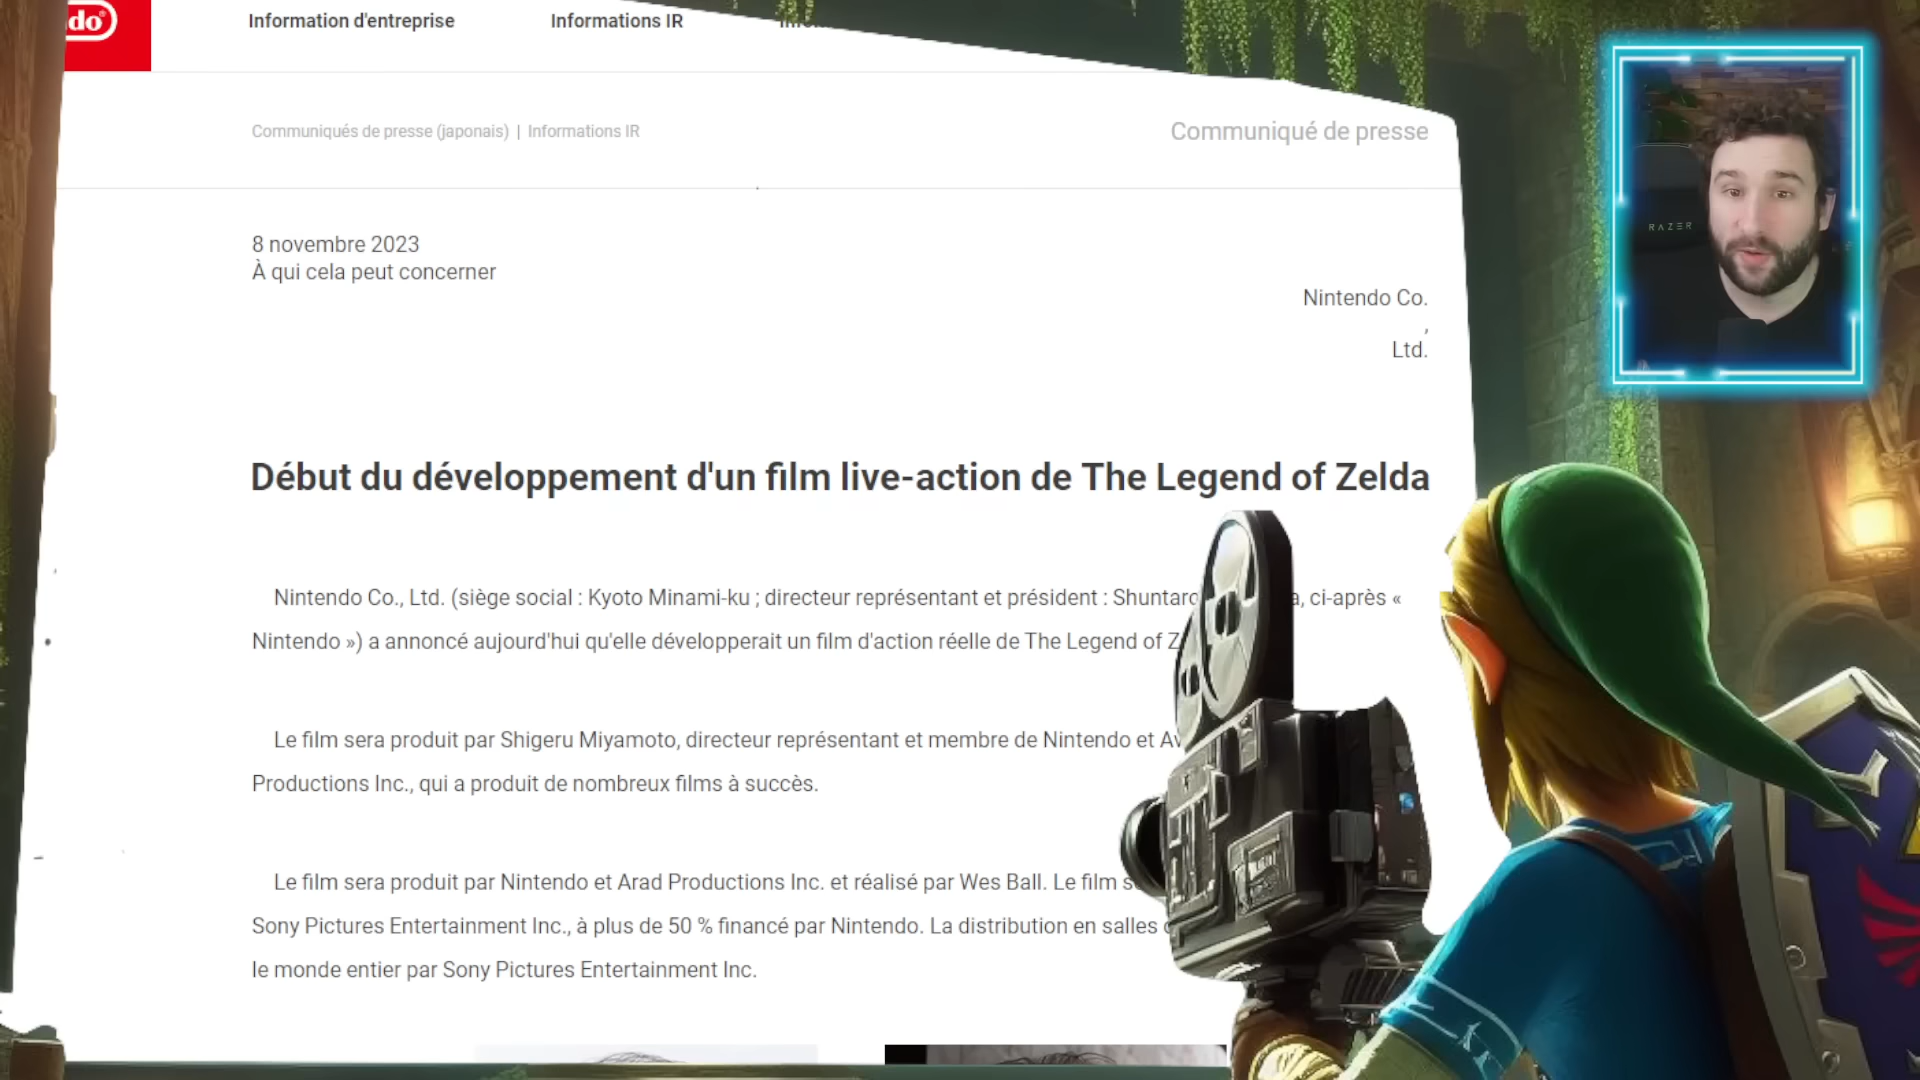 do®
Information d'entreprise Informations IR
Communiqués de presse (japonais) | Informations IR Communiqué de presse
8 novembre 2023
À qui cela peut concerner
Nintendo Co.
,
Ltd.
RAZER
Début du développement d'un film live-action de The Legend of Zelda
Nintendo Co., Ltd. (siège social : Kyoto Minami-ku ; directeur représentant et président : Shuntaro a, ci-après «
Nintendo ») a annoncé aujourd'hui qu'elle développerait un film d'action réelle de The Legend of
Le film sera produit par Shigeru Miyamoto, directeur représentant et membre de Nintendo et
Productions Inc., qui a produit de nombreux films à succès.
Le film sera produit par Nintendo et Arad Productions Inc. et réalisé par Wes Ball. Le film
Sony Pictures Entertainment Inc., à plus de 50 % financé par Nintendo. La distribution en salles
le monde entier par Sony Pictures Entertainment Inc.